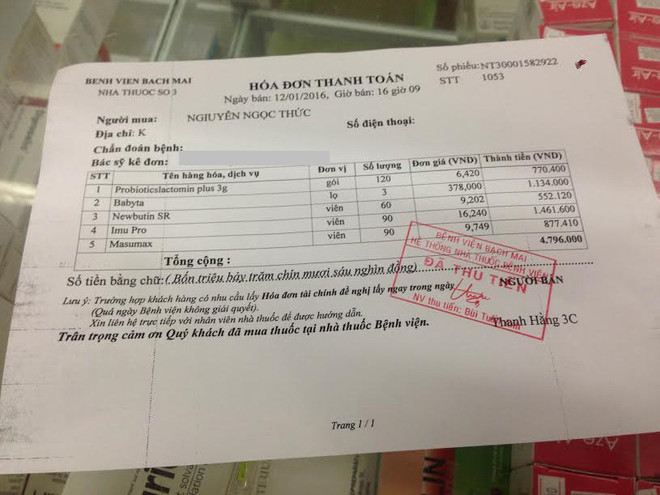 BENH VIEN BACH MAI
NHA THUOC SO 3
HÓA ĐƠN THANH TOÁN
Ngày bán: 12/01/2016, Giờ bán: 16 giờ 09
Số phiếu: NT30001582922
STT 1053
Người mua: NGIUYÊN NGỌC THỨC
Địa chỉ: K
Số điện thoại:
Chẩn đoán bệnh:
Bác sỹ kê đơn:
STT Tên hàng hóa, dịch vụ Đơn vị Số lượng Đơn giá (VND) Thành tiền (VND)
1 Probioticslactomin plus 3g gói 120 6,420 770.400
2 Babyta lọ 3 378,000 1.134.000
3 Newbutin SR viên 60 9,202 552.120
4 Imu Pro viên 90 16,240 1.461.600
5 Masumax viên 90 9,749 877.410
Tổng cộng : 4.796.000
Số tiền bằng chữ: ( Bốn triệu bảy trăm chín mươi sáu nghìn đồng)
NGƯỜI BÁN
Lưu ý: Trường hợp khách hàng có nhu cầu lấy Hóa đơn tài chính đề nghị lấy ngay trong ngày
(Quá ngày Bệnh viện không giải quyết).
Xin liên hệ trực tiếp với nhân viên nhà thuốc để được hướng dẫn.
Trân trọng cảm ơn Quý khách đã mua thuốc tại nhà thuốc Bệnh viện.
Thanh Hằng 3C
BỆNH VIỆN BẠCH MAI
HỆ THỐNG NHÀ THUỐC BỆNH VIỆN
ĐÃ THU TIỀN
NV thu tiền: Bùi
Trang 1 / 1
Aze-Air